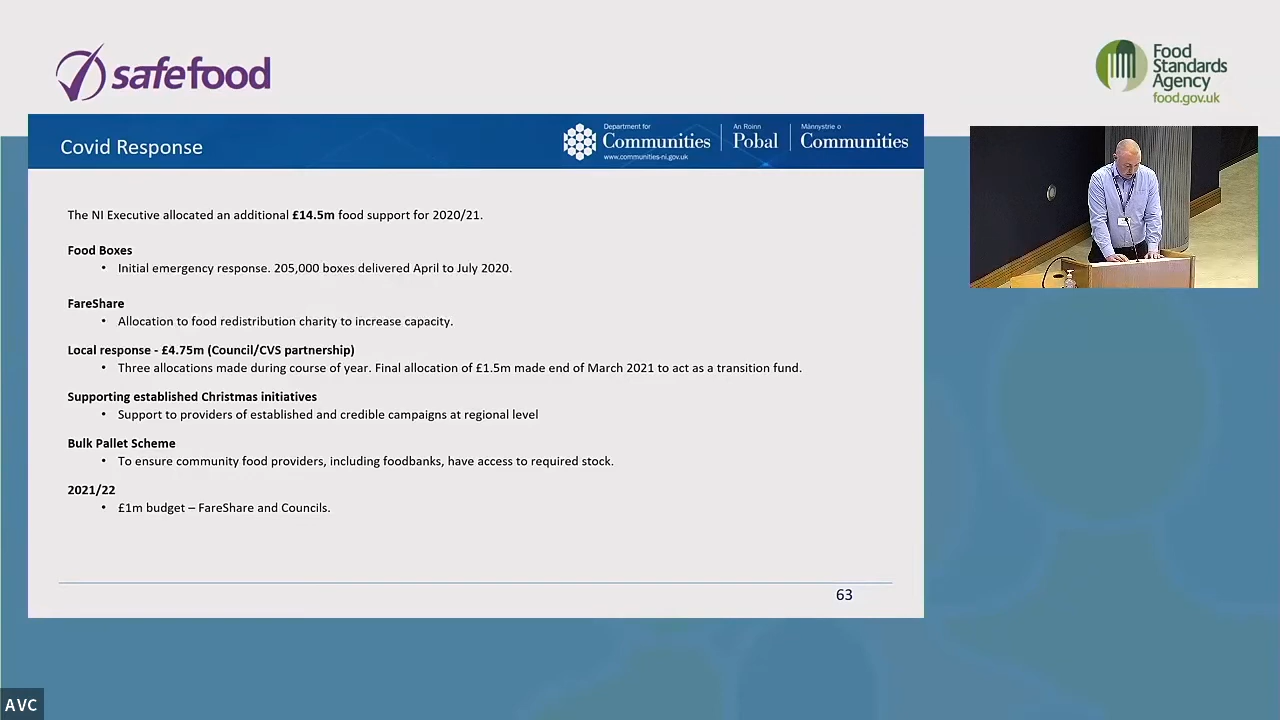 safefood
Food
Standards
Agency
food.gov.uk
Covid Response
Department for
Communities
www.communities-ni.gov.uk
An Roinn
Pobal
Männystrie o
Communities
The NI Executive allocated an additional £14.5m food support for 2020/21.
Food Boxes
• Initial emergency response. 205,000 boxes delivered April to July 2020.
FareShare
• Allocation to food redistribution charity to increase capacity.
Local response - £4.75m (Council/CVS partnership)
• Three allocations made during course of year. Final allocation of £1.5m made end of March 2021 to act as a transition fund.
Supporting established Christmas initiatives
• Support to providers of established and credible campaigns at regional level
Bulk Pallet Scheme
• To ensure community food providers, including foodbanks, have access to required stock.
2021/22
• £1m budget – FareShare and Councils.
63
AVC